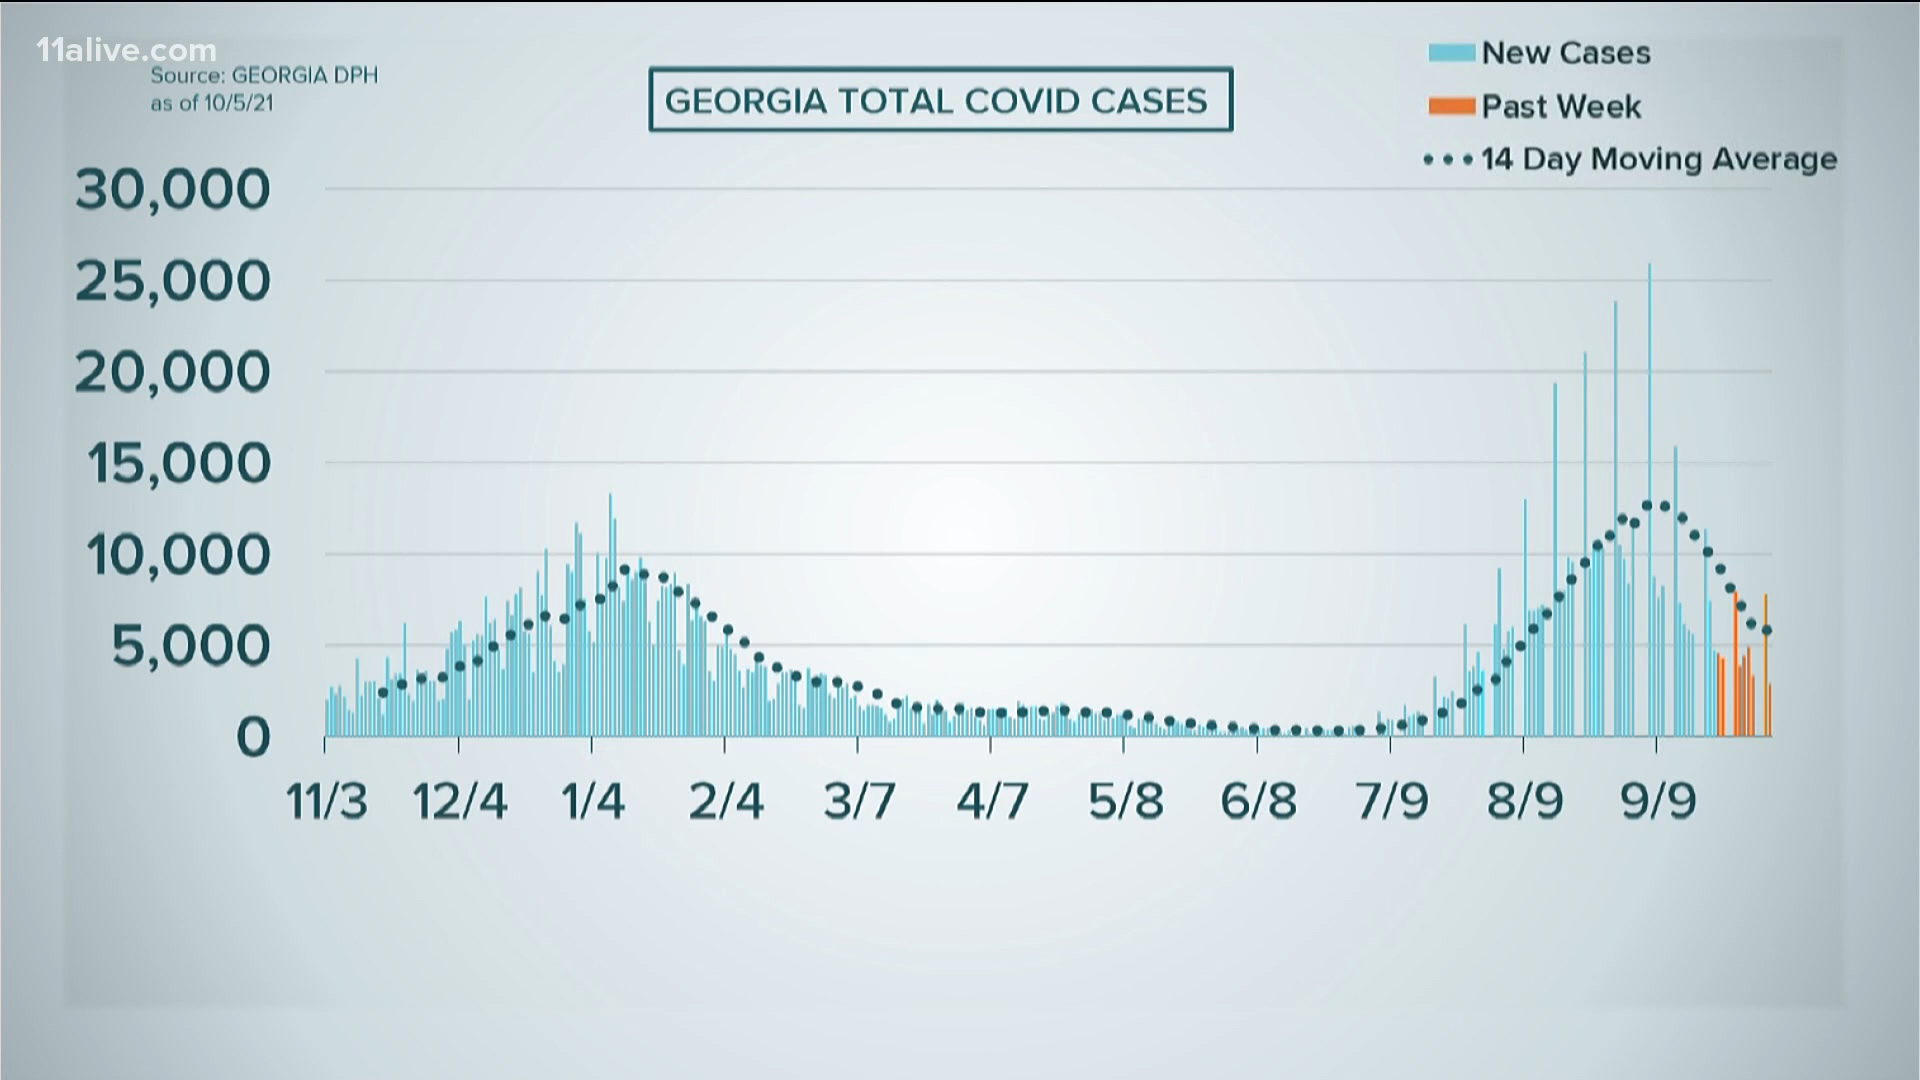 11alive.com
Source: GEORGIA DPH
as of 10/5/21
GEORGIA TOTAL COVID CASES
New Cases
Past Week
14 Day Moving Average
30,000
25,000
20,000
15,000
10,000
5,000
0
11/3 12/4 1/4 2/4 3/7 4/7 5/8 6/8 7/9 8/9 9/9